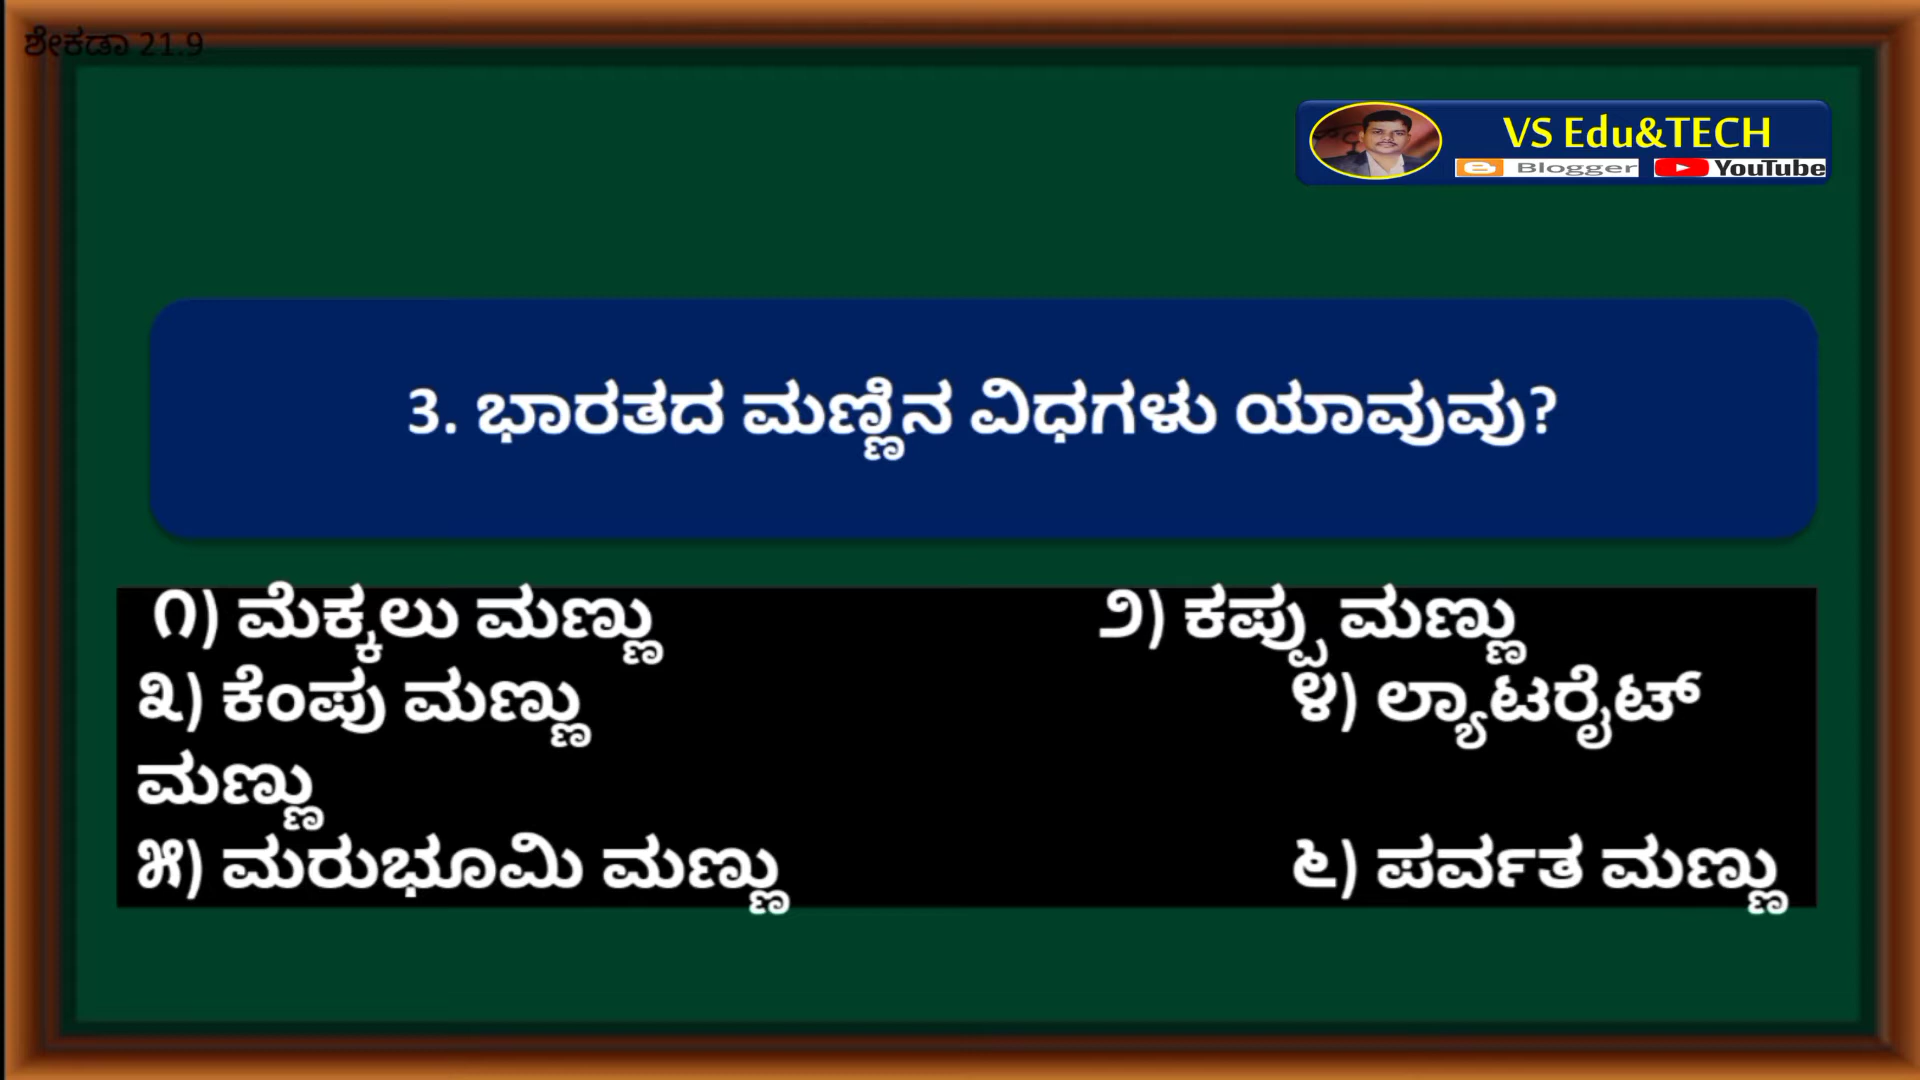 ಶೇಕಡಾ 21.9
VS Edu&TECH
Blogger YouTube
3. ಭಾರತದ ಮಣ್ಣಿನ ವಿಧಗಳು ಯಾವುವು?
೧) ಮೆಕ್ಕಲು ಮಣ್ಣು ೨) ಕಪ್ಪು ಮಣ್ಣು
೩) ಕೆಂಪು ಮಣ್ಣು ೪) ಲ್ಯಾಟರೈಟ್
ಮಣ್ಣು
೫) ಮರುಭೂಮಿ ಮಣ್ಣು ೬) ಪರ್ವತ ಮಣ್ಣು